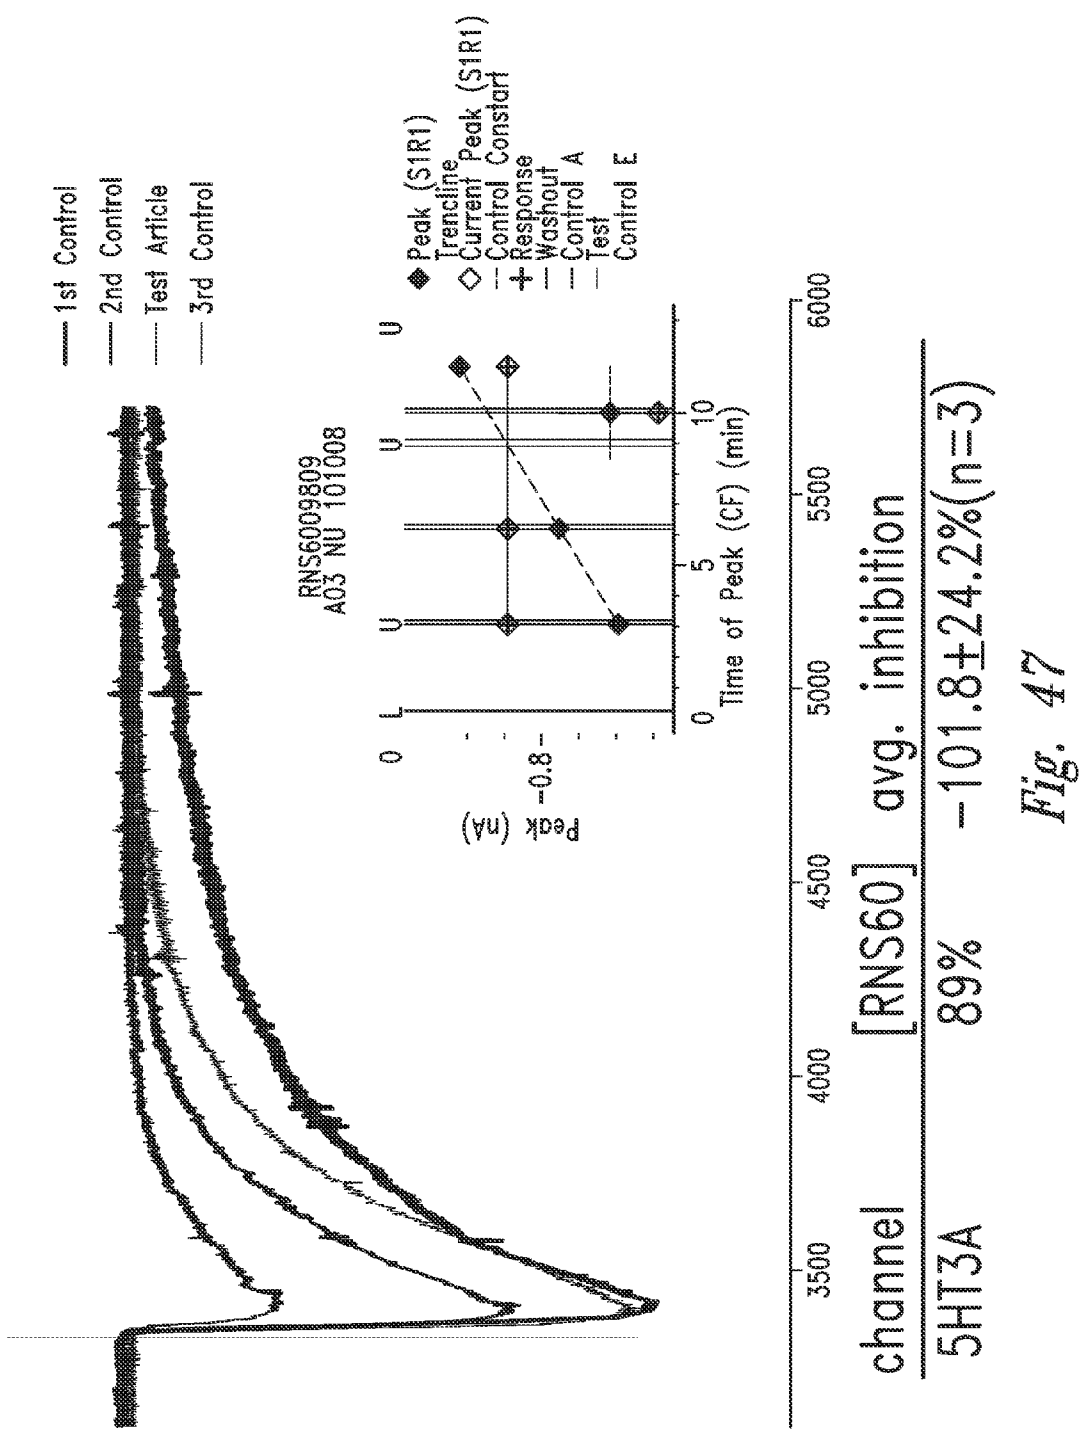 1st Control
2nd Control
Test Article
3rd Control
RNS6009809
A03 NU 101008
0 L U U U
Peak (nA)
-0.8
0 5 10
Time of Peak (CF) (min)
Peak (S1R1)
Trencline
Current Peak (S1R1)
Control Constart
Response
Washout
Control A
Test
Control E
3500 4000 4500 5000 5500 6000
channel [RNS60] avg. inhibition
5HT3A 89% -101.8±24.2%(n=3)
Fig. 47